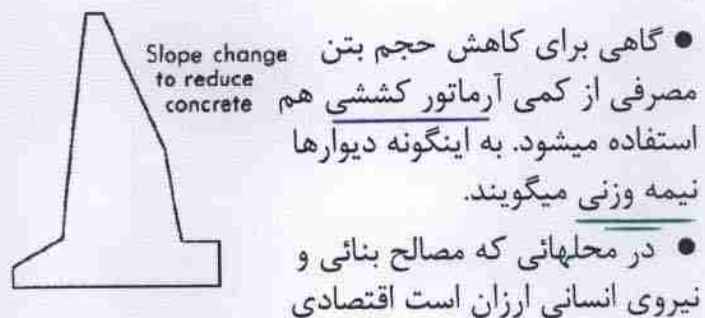 Slope change
to reduce
concrete
● گاهی برای کاهش حجم بتن
مصرفی از کمی آرماتور کششی هم
استفاده میشود. به اینگونه دیوارها
نیمه وزنی میگویند.
● در محلهائی که مصالح بنائی و
نیروی انسانی ارزان است اقتصادی